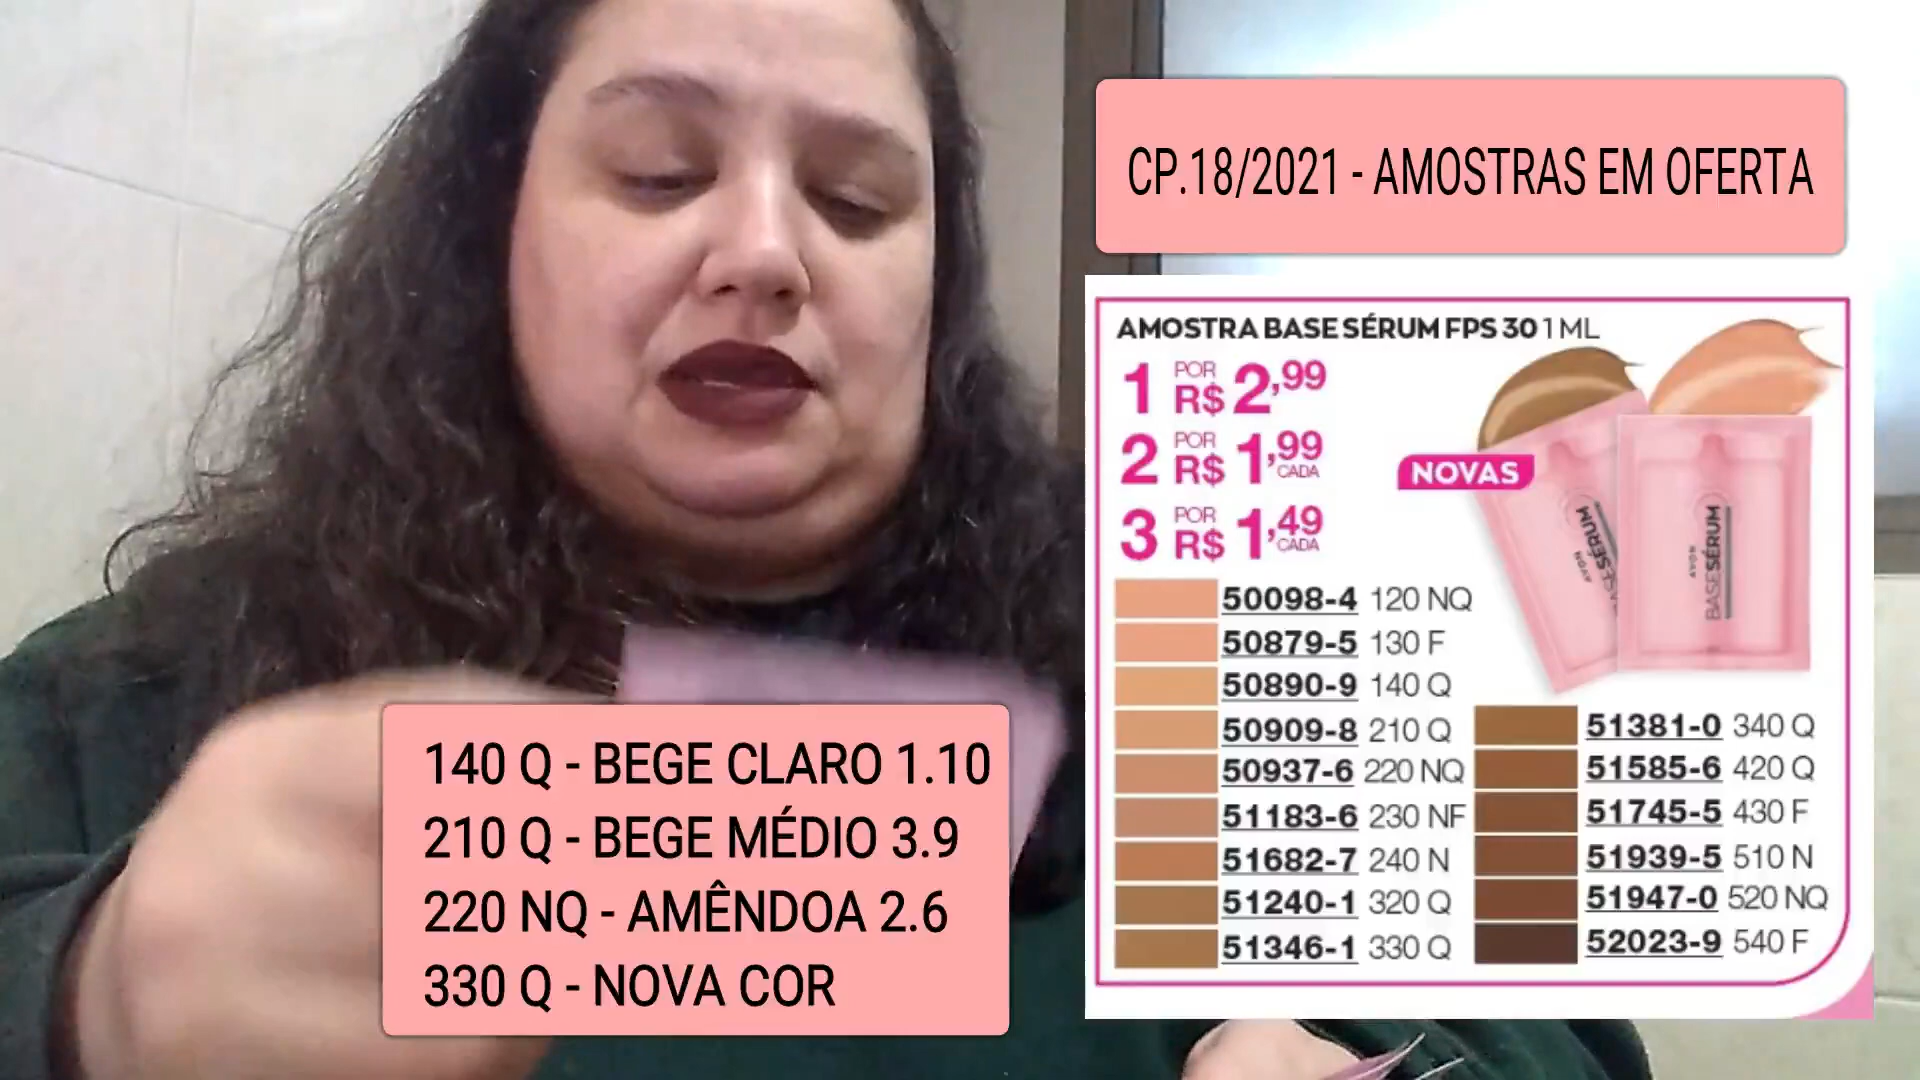 CP.18/2021 - AMOSTRAS EM OFERTA
AMOSTRA BASE SÉRUM FPS 30 1 ML
1 POR R$ 2,99
2 POR R$ 1,99 CADA
3 POR R$ 1,49 CADA
NOVAS
AVON BASE SÉRUM
50098-4 120 NQ
50879-5 130 F
50890-9 140 Q
50909-8 210 Q
50937-6 220 NQ
51183-6 230 NF
51682-7 240 N
51240-1 320 Q
51346-1 330 Q
51381-0 340 Q
51585-6 420 Q
51745-5 430 F
51939-5 510 N
51947-0 520 NQ
52023-9 540 F
140 Q - BEGE CLARO 1.10
210 Q - BEGE MÉDIO 3.9
220 NQ - AMÊNDOA 2.6
330 Q - NOVA COR